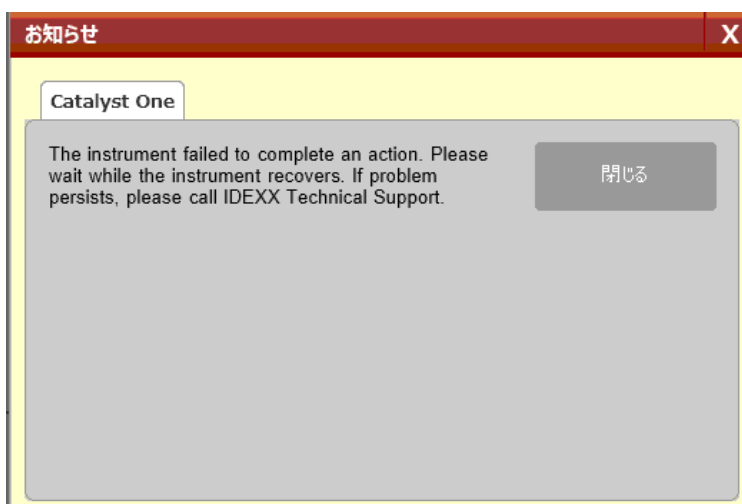 お知らせ
X
Catalyst One
The instrument failed to complete an action. Please
wait while the instrument recovers. If problem
persists, please call IDEXX Technical Support.
閉じる